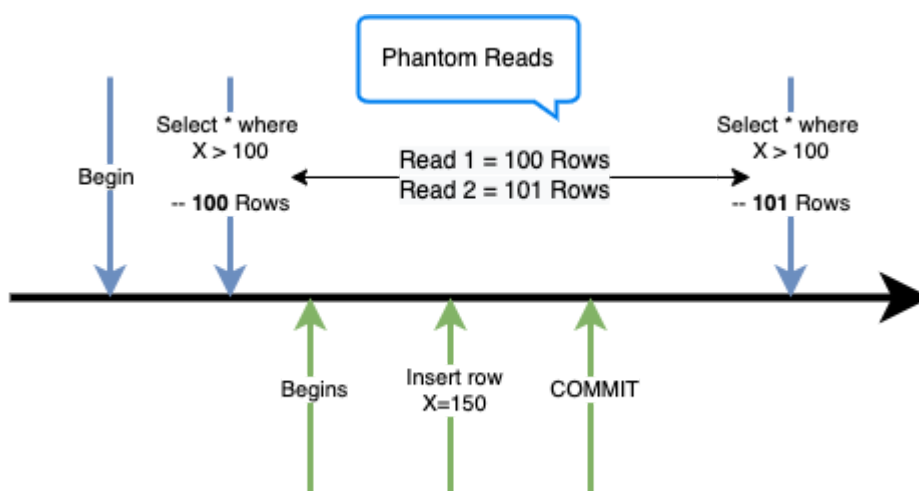 Phantom Reads
Begin
Select * where
X > 100
-- 100 Rows
Read 1 = 100 Rows
Read 2 = 101 Rows
Select * where
X > 100
-- 101 Rows
Begins
Insert row
X=150
COMMIT